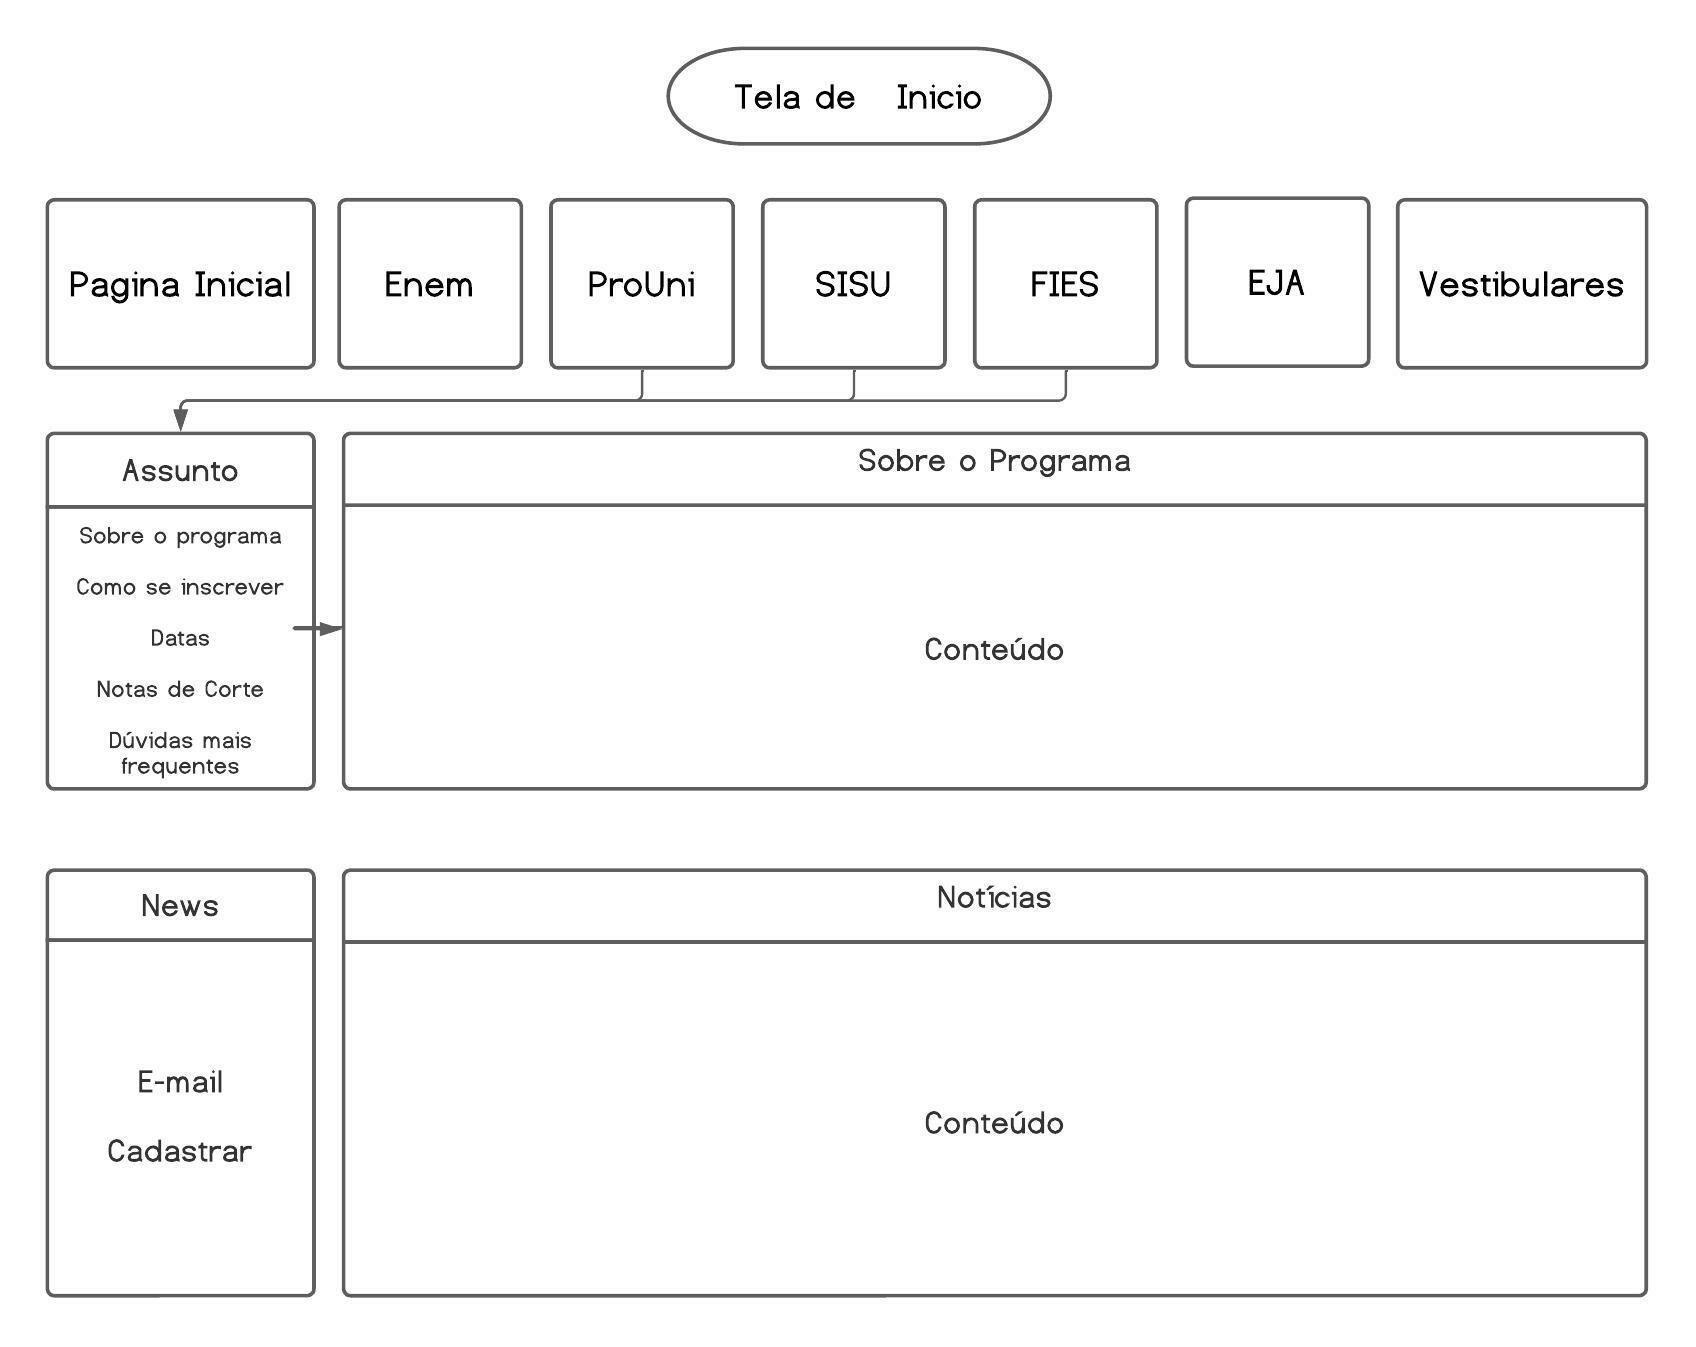 Tela de Inicio
Pagina Inicial
Enem
ProUni
SISU
FIES
EJA
Vestibulares
Assunto
Sobre o programa
Como se inscrever
Datas
Notas de Corte
Dúvidas mais
frequentes
Sobre o Programa
Conteúdo
News
E-mail
Cadastrar
Notícias
Conteúdo